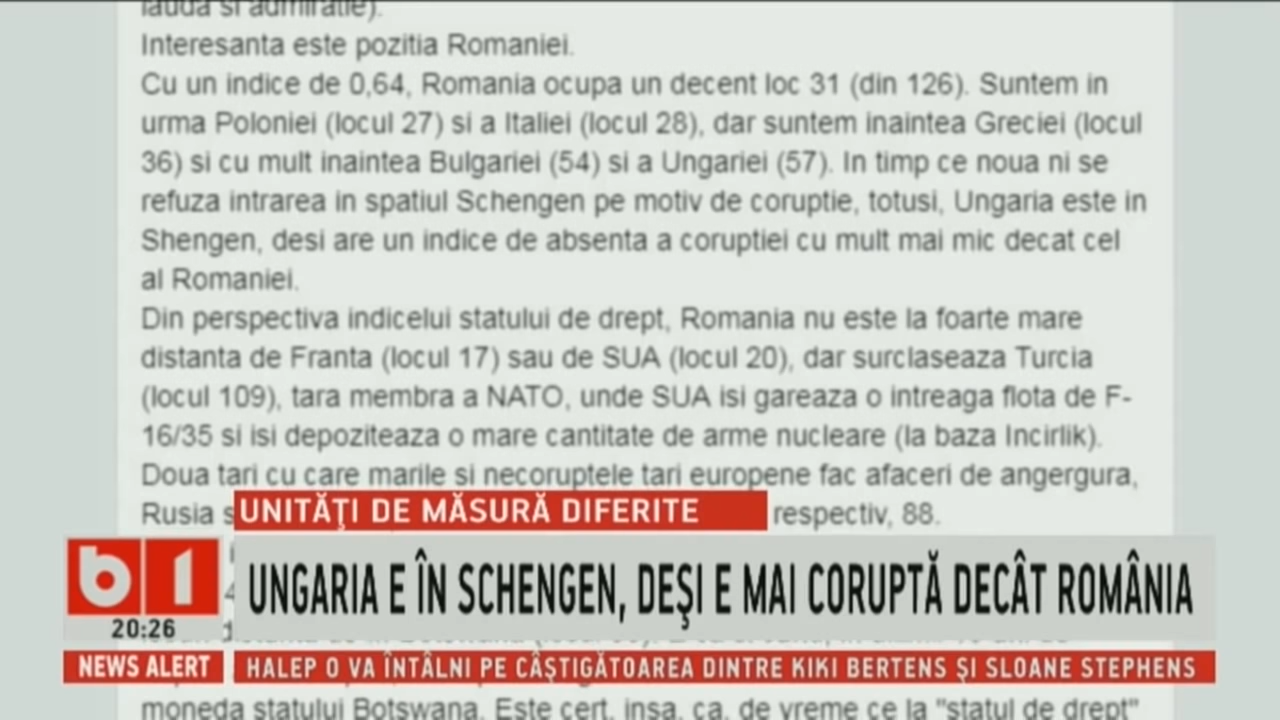 lauda si admiratie).
Interesanta este pozitia Romaniei.
Cu un indice de 0,64, Romania ocupa un decent loc 31 (din 126). Suntem in
urma Poloniei (locul 27) si a Italiei (locul 28), dar suntem inaintea Greciei (locul
36) si cu mult inaintea Bulgariei (54) si a Ungariei (57). In timp ce noua ni se
refuza intrarea in spatiul Schengen pe motiv de coruptie, totusi, Ungaria este in
Shengen, desi are un indice de absenta a coruptiei cu mult mai mic decat cel
al Romaniei.
Din perspectiva indicelui statului de drept, Romania nu este la foarte mare
distanta de Franta (locul 17) sau de SUA (locul 20), dar surclaseaza Turcia
(locul 109), tara membra a NATO, unde SUA isi gareaza o intreaga flota de F-
16/35 si isi depoziteaza o mare cantitate de arme nucleare (la baza Incirlik).
Doua tari cu care marile si necoruptele tari europene fac afaceri de angergura,
Rusia respectiv, 88.
UNITĂŢI DE MĂSURĂ DIFERITE
b1
UNGARIA E ÎN SCHENGEN, DEŞI E MAI CORUPTĂ DECÂT ROMÂNIA
20:26
NEWS ALERT HALEP O VA ÎNTÂLNI PE CÂŞTIGĂTOAREA DINTRE KIKI BERTENS ŞI SLOANE STEPHENS
moneda statului Botswana. Este cert, insa, ca, de vreme ce la "statul de drept"